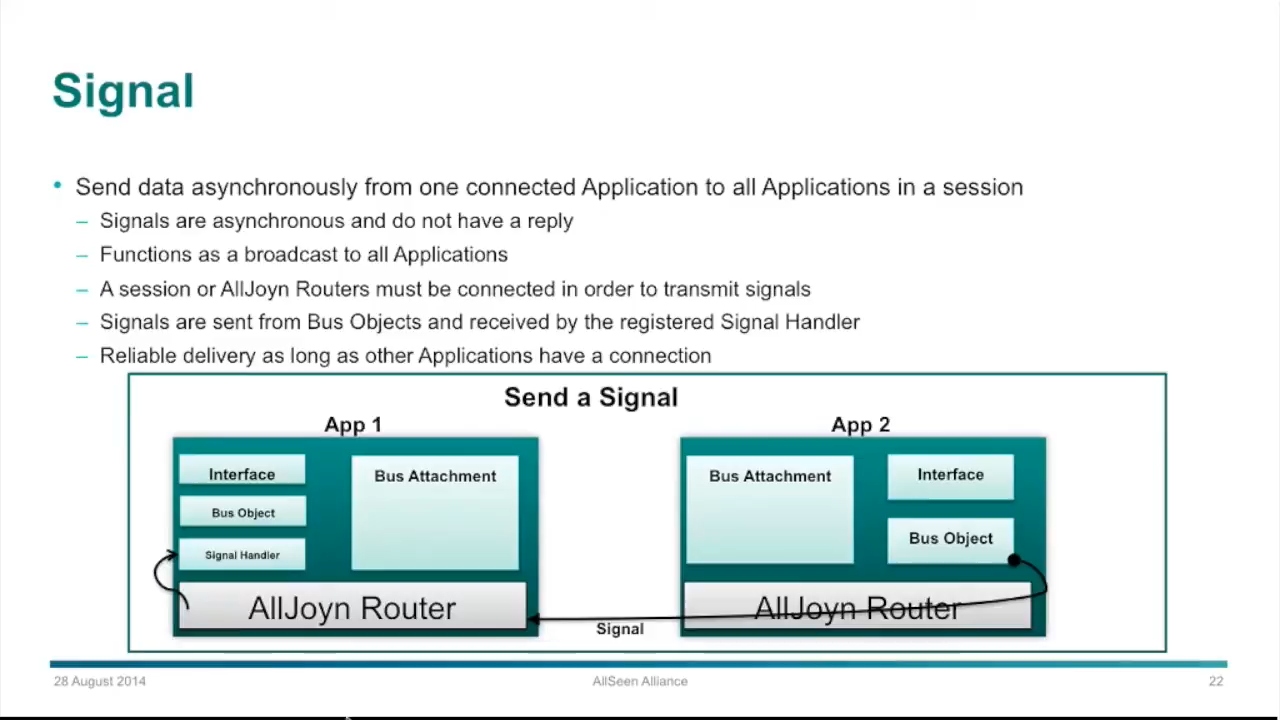 Signal
• Send data asynchronously from one connected Application to all Applications in a session
– Signals are asynchronous and do not have a reply
– Functions as a broadcast to all Applications
– A session or AllJoyn Routers must be connected in order to transmit signals
– Signals are sent from Bus Objects and received by the registered Signal Handler
– Reliable delivery as long as other Applications have a connection
Send a Signal
App 1
Interface
Bus Object
Signal Handler
Bus Attachment
AllJoyn Router
Signal
App 2
Bus Attachment
Interface
Bus Object
AllJoyn Router
28 August 2014
AllSeen Alliance
22